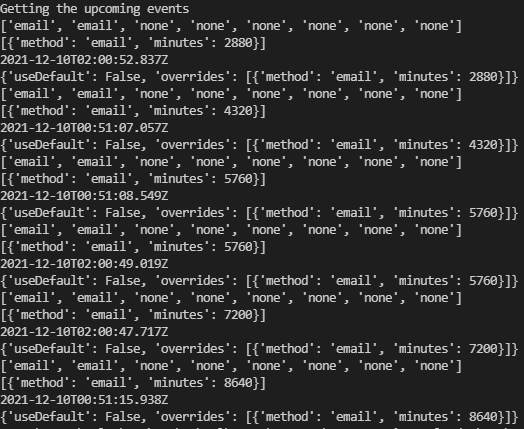 Getting the upcoming events
['email', 'email', 'none', 'none', 'none', 'none', 'none', 'none']
[{'method': 'email', 'minutes': 2880}]
2021-12-10T02:00:52.837Z
{'useDefault': False, 'overrides': [{'method': 'email', 'minutes': 2880}]}
['email', 'email', 'none', 'none', 'none', 'none', 'none', 'none']
[{'method': 'email', 'minutes': 4320}]
2021-12-10T00:51:07.057Z
{'useDefault': False, 'overrides': [{'method': 'email', 'minutes': 4320}]}
['email', 'email', 'none', 'none', 'none', 'none', 'none', 'none']
[{'method': 'email', 'minutes': 5760}]
2021-12-10T00:51:08.549Z
{'useDefault': False, 'overrides': [{'method': 'email', 'minutes': 5760}]}
['email', 'email', 'none', 'none', 'none', 'none', 'none', 'none']
[{'method': 'email', 'minutes': 5760}]
2021-12-10T02:00:49.019Z
{'useDefault': False, 'overrides': [{'method': 'email', 'minutes': 5760}]}
['email', 'email', 'none', 'none', 'none', 'none', 'none', 'none']
[{'method': 'email', 'minutes': 7200}]
2021-12-10T02:00:47.717Z
{'useDefault': False, 'overrides': [{'method': 'email', 'minutes': 7200}]}
['email', 'email', 'none', 'none', 'none', 'none', 'none', 'none']
[{'method': 'email', 'minutes': 8640}]
2021-12-10T00:51:15.938Z
{'useDefault': False, 'overrides': [{'method': 'email', 'minutes': 8640}]}